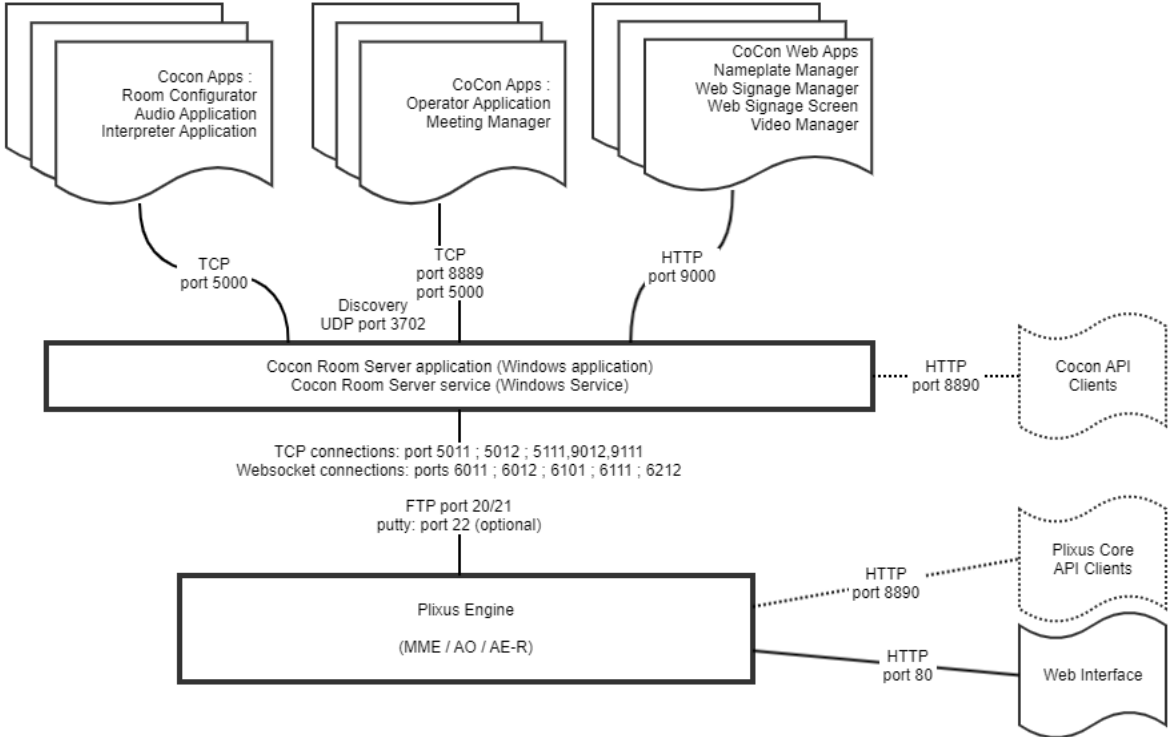 Cocon Apps :
Room Configurator
Audio Application
Interpreter Application
CoCon Apps :
Operator Application
Meeting Manager
CoCon Web Apps
Nameplate Manager
Web Signage Manager
Web Signage Screen
Video Manager
TCP
port 5000
TCP
port 8889
port 5000
HTTP
port 9000
Discovery
UDP port 3702
Cocon Room Server application (Windows application)
Cocon Room Server service (Windows Service)
HTTP
port 8890
Cocon API
Clients
TCP connections: port 5011 ; 5012 ; 5111,9012,9111
Websocket connections: ports 6011 ; 6012 ; 6101 ; 6111 ; 6212
FTP port 20/21
putty: port 22 (optional)
Plixus Engine
(MME / AO / AE-R)
HTTP
port 8890
Plixus Core
API Clients
HTTP
port 80
Web Interface